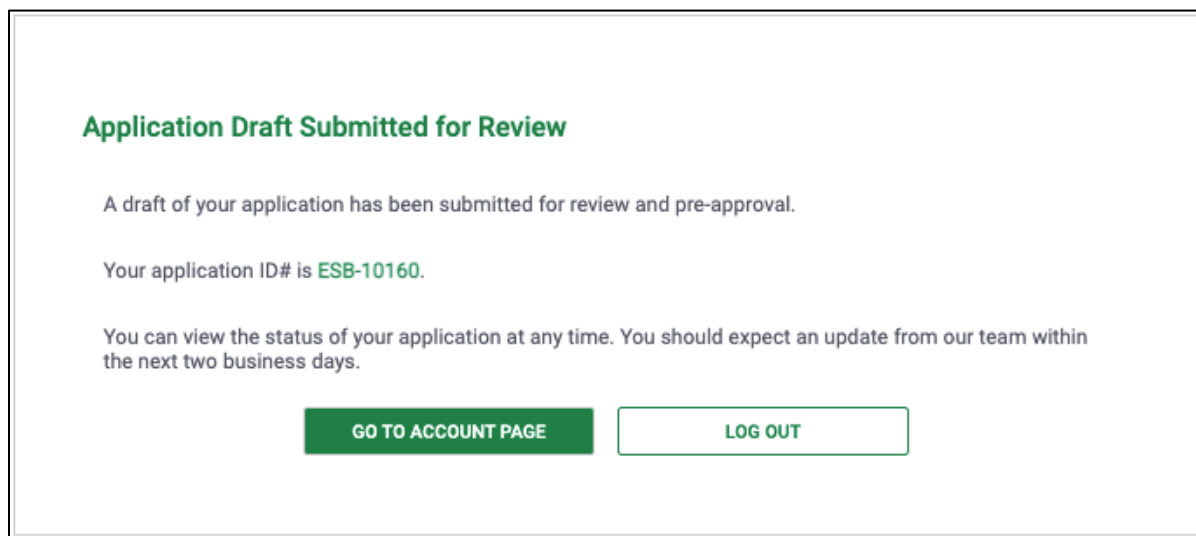 Application Draft Submitted for Review
A draft of your application has been submitted for review and pre-approval.
Your application ID# is ESB-10160.
You can view the status of your application at any time. You should expect an update from our team within
the next two business days.
GO TO ACCOUNT PAGE
LOG OUT